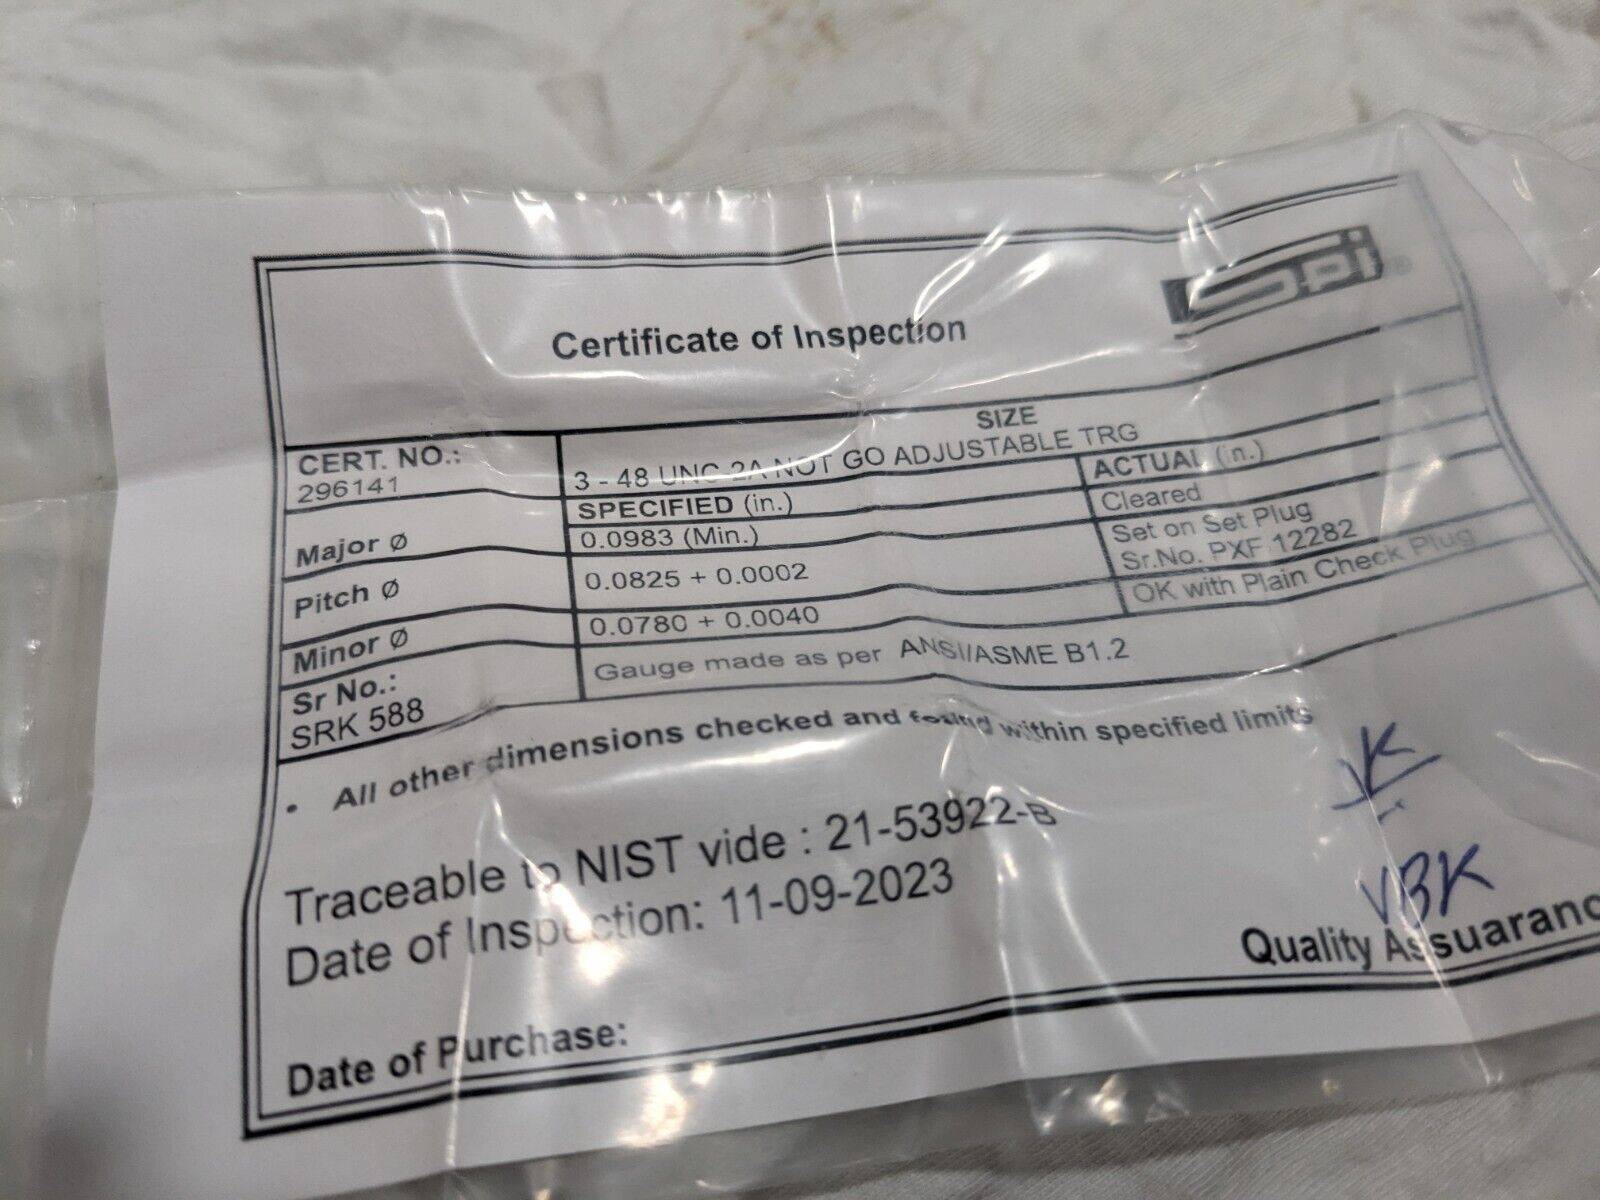 SPI®
Certificate of Inspection
CERT. NO.:
296141
SIZE
3 - 48 UNC 2A NOT GO ADJUSTABLE TRG
SPECIFIED (in.)
ACTUAL (in.)
Major Ø
0.0983 (Min.)
Cleared
Pitch Ø
0.0825 + 0.0002
Set on Set Plug
Sr.No. PXF 12282
Minor Ø
0.0780 + 0.0040
OK with Plain Check Plug
Sr No.:
SRK 588
Gauge made as per ANSI/ASME B1.2
• All other dimensions checked and found within specified limits
Traceable to NIST vide : 21-53922-B
Date of Inspection: 11-09-2023
VBK
Quality Assuaranc
Date of Purchase: